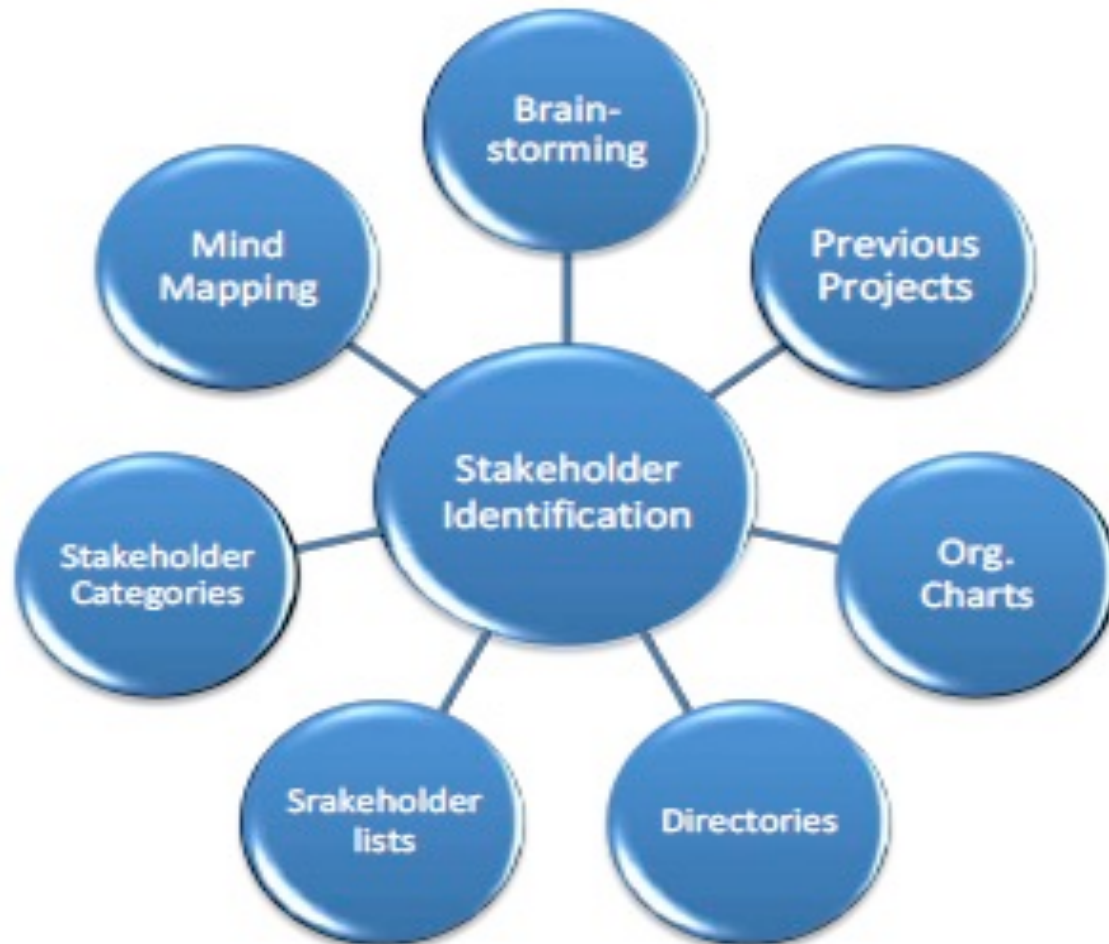 Brain-
storming
Previous
Projects
Org.
Charts
Directories
Srakeholder
lists
Stakeholder
Categories
Mind
Mapping
Stakeholder
Identification